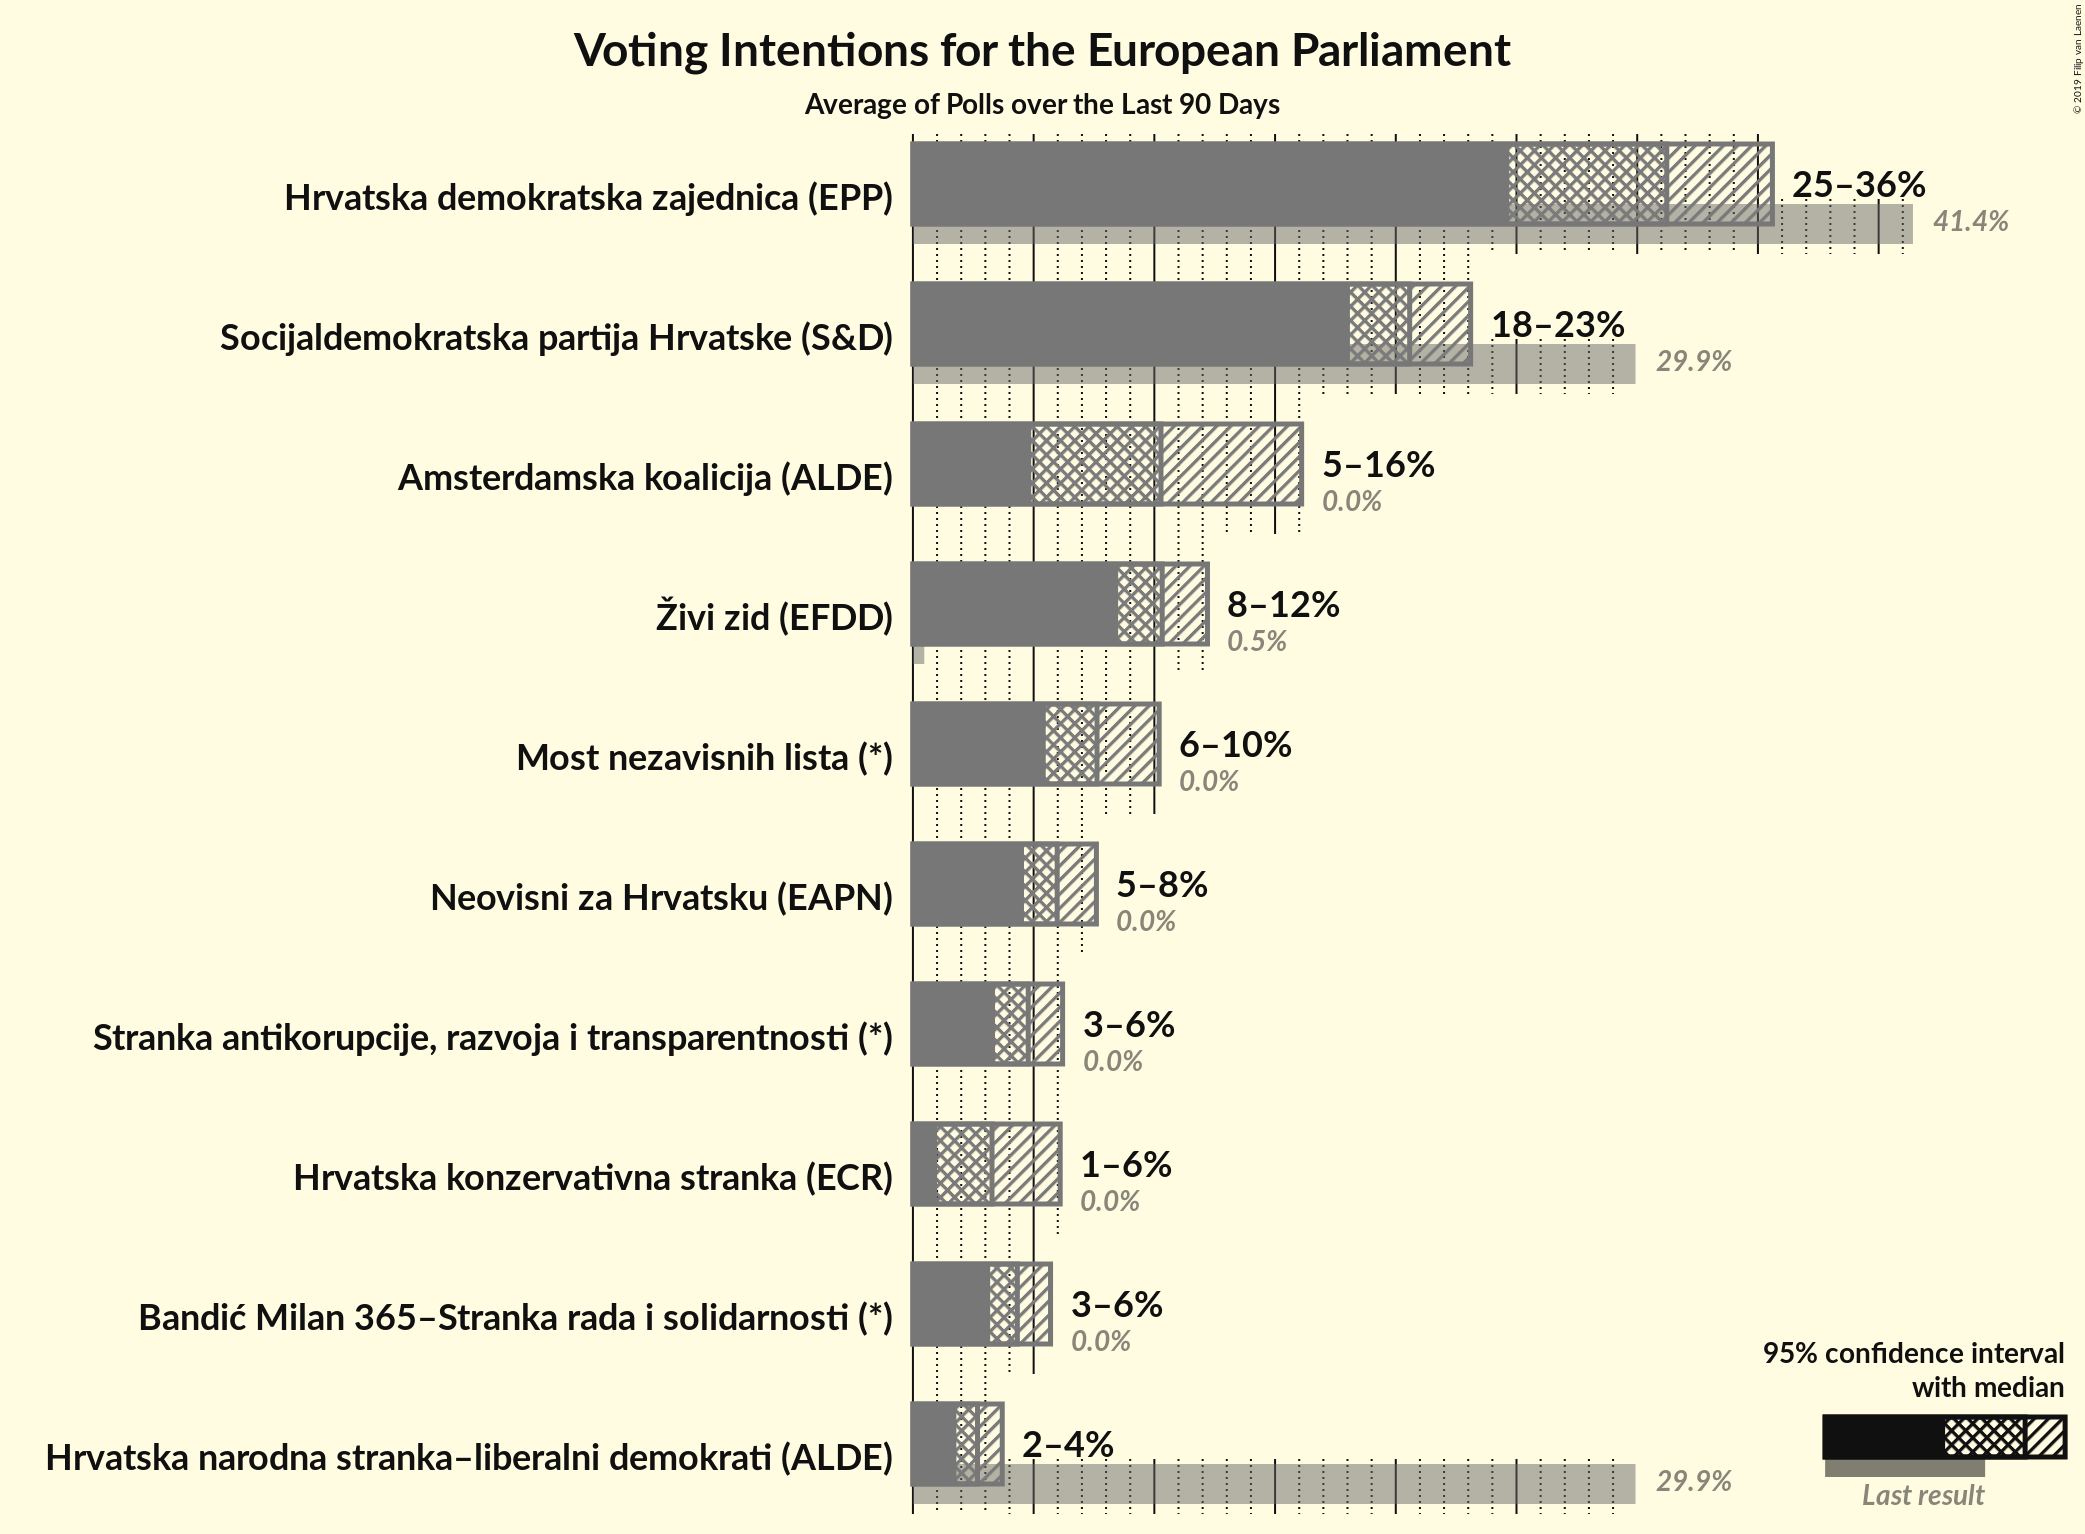 Voting Intentions for the European Parliament
Average of Polls over the Last 90 Days
© 2019 Filip van Laenen
Hrvatska demokratska zajednica (EPP)
25–36%
41.4%
Socijaldemokratska partija Hrvatske (S&D)
18–23%
29.9%
Amsterdamska koalicija (ALDE)
5–16%
0.0%
Živi zid (EFDD)
8–12%
0.5%
Most nezavisnih lista (*)
6–10%
0.0%
Neovisni za Hrvatsku (EAPN)
5–8%
0.0%
Stranka antikorupcije, razvoja i transparentnosti (*)
3–6%
0.0%
Hrvatska konzervativna stranka (ECR)
1–6%
0.0%
Bandić Milan 365–Stranka rada i solidarnosti (*)
3–6%
0.0%
Hrvatska narodna stranka–liberalni demokrati (ALDE)
2–4%
29.9%
95% confidence interval
with median
Last result